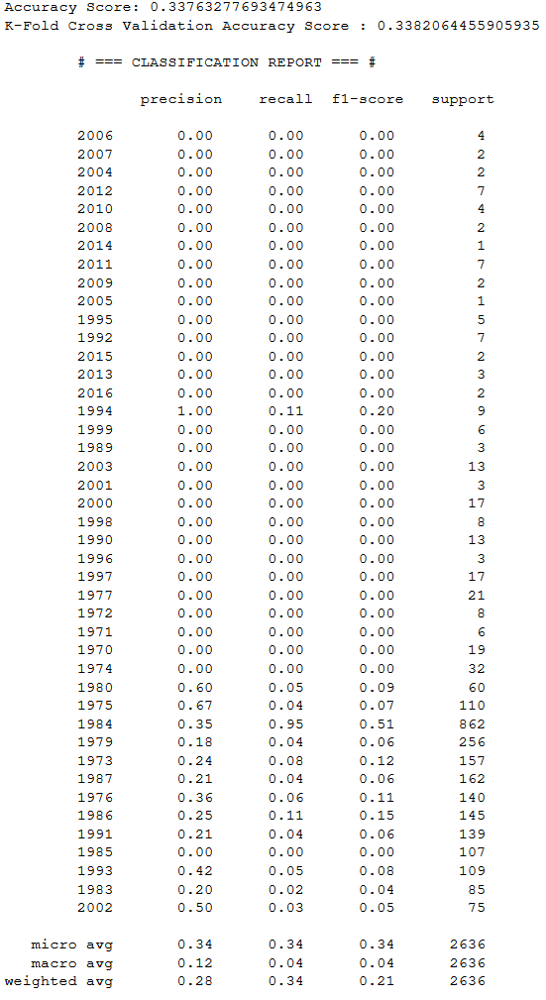 Accuracy Score: 0.33763277693474963
K-Fold Cross Validation Accuracy Score : 0.3382064455905935
# === CLASSIFICATION REPORT === #
precision recall f1-score support
2006 0.00 0.00 0.00 4
2007 0.00 0.00 0.00 2
2004 0.00 0.00 0.00 2
2012 0.00 0.00 0.00 7
2010 0.00 0.00 0.00 4
2008 0.00 0.00 0.00 2
2014 0.00 0.00 0.00 1
2011 0.00 0.00 0.00 7
2009 0.00 0.00 0.00 2
2005 0.00 0.00 0.00 1
1995 0.00 0.00 0.00 5
1992 0.00 0.00 0.00 7
2015 0.00 0.00 0.00 2
2013 0.00 0.00 0.00 3
2016 0.00 0.00 0.00 2
1994 1.00 0.11 0.20 9
1999 0.00 0.00 0.00 6
1989 0.00 0.00 0.00 3
2003 0.00 0.00 0.00 13
2001 0.00 0.00 0.00 3
2000 0.00 0.00 0.00 17
1998 0.00 0.00 0.00 8
1990 0.00 0.00 0.00 13
1996 0.00 0.00 0.00 3
1997 0.00 0.00 0.00 17
1977 0.00 0.00 0.00 21
1972 0.00 0.00 0.00 8
1971 0.00 0.00 0.00 6
1970 0.00 0.00 0.00 19
1974 0.00 0.00 0.00 32
1980 0.60 0.05 0.09 60
1975 0.67 0.04 0.07 110
1984 0.35 0.95 0.51 862
1979 0.18 0.04 0.06 256
1973 0.24 0.08 0.12 157
1987 0.21 0.04 0.06 162
1976 0.36 0.06 0.11 140
1986 0.25 0.11 0.15 145
1991 0.21 0.04 0.06 139
1985 0.00 0.00 0.00 107
1993 0.42 0.05 0.08 109
1983 0.20 0.02 0.04 85
2002 0.50 0.03 0.05 75
micro avg 0.34 0.34 0.34 2636
macro avg 0.12 0.04 0.04 2636
weighted avg 0.28 0.34 0.21 2636